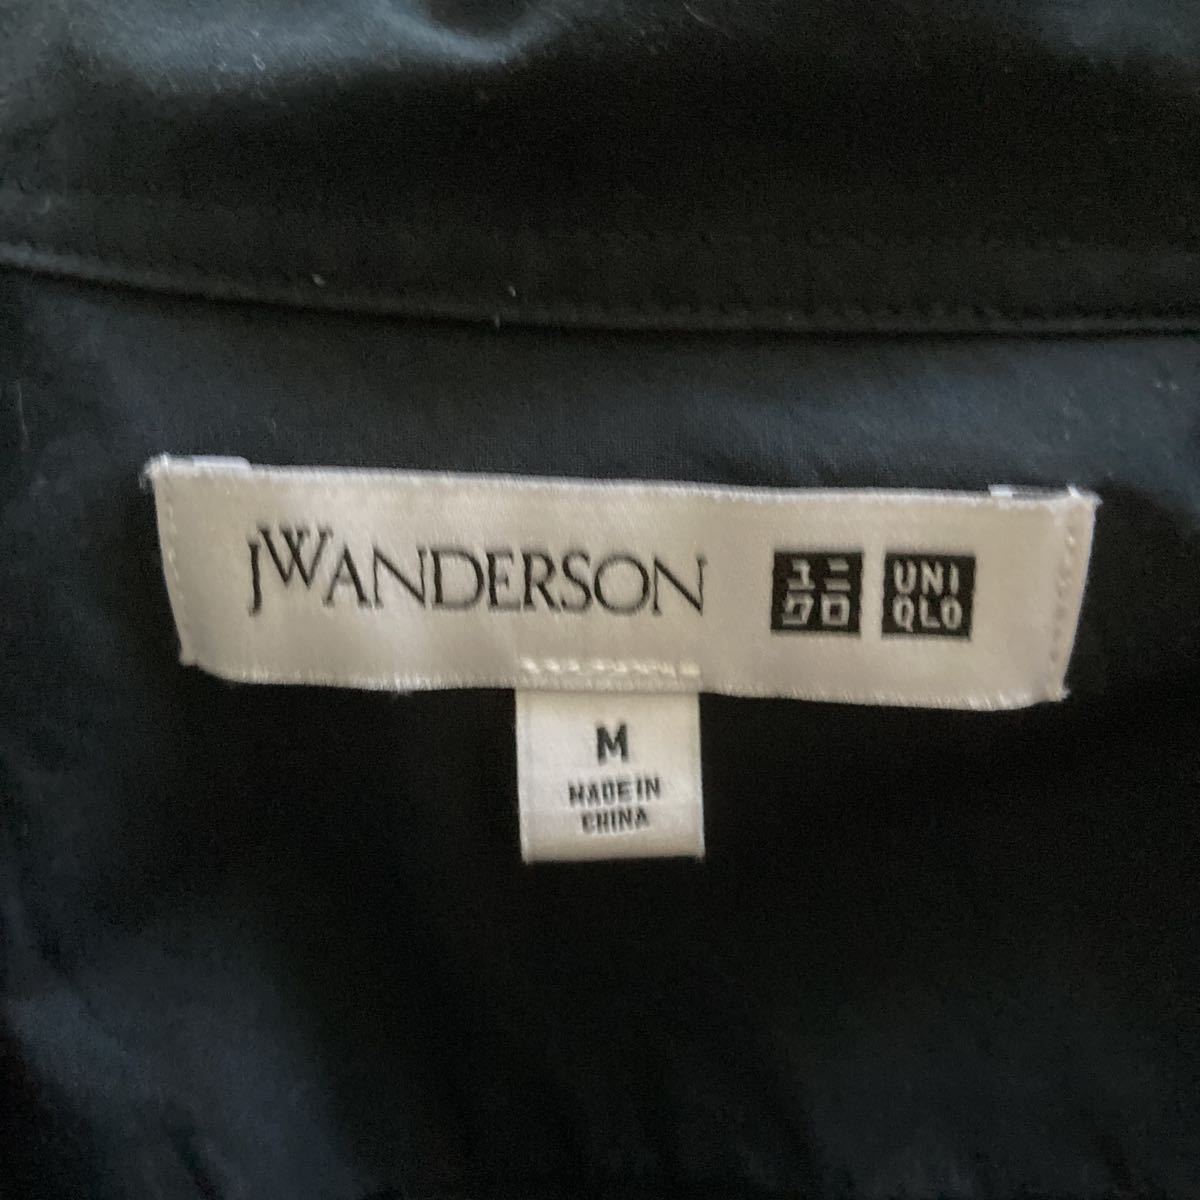 JWANDERSON
ユニ
クロ
UNI
QLO
M
MADE IN
CHINA